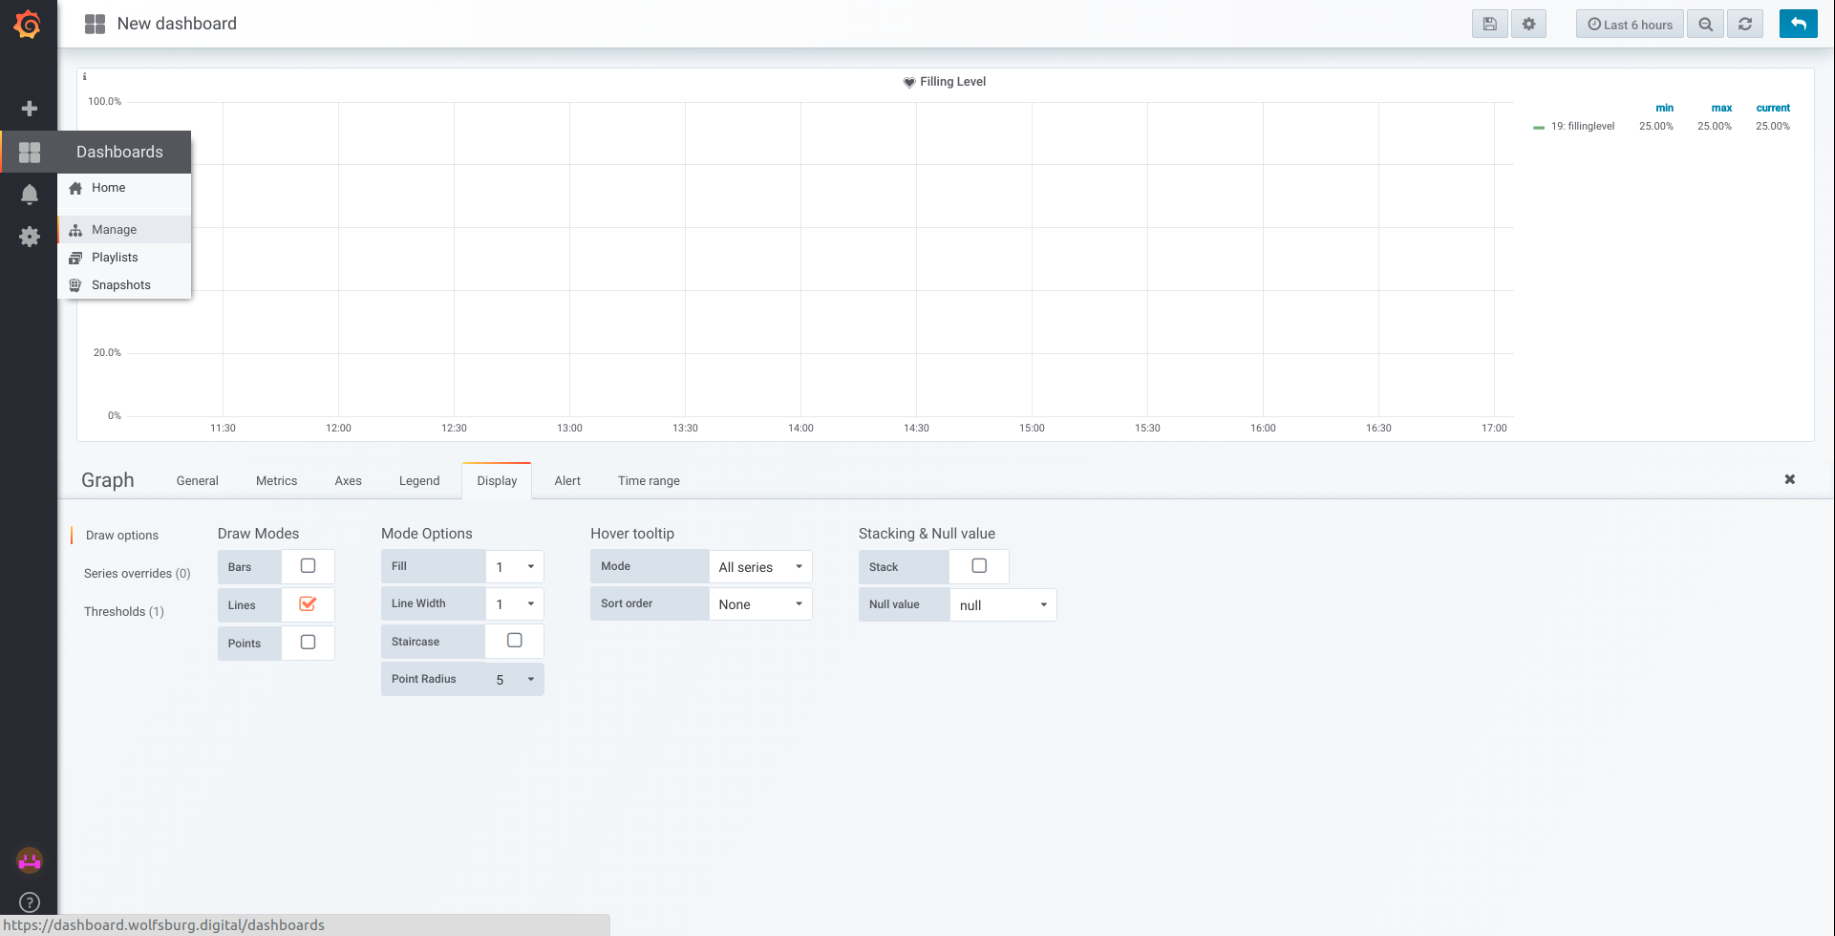 New dashboard
Last 6 hours
i
Filling Level
100.0%
20.0%
0%
11:30 12:00 12:30 13:00 13:30 14:00 14:30 15:00 15:30 16:00 16:30 17:00
min max current
19: fillinglevel 25.00% 25.00% 25.00%
Dashboards
Home
Manage
Playlists
Snapshots
Graph General Metrics Axes Legend Display Alert Time range
Draw options
Series overrides (0)
Thresholds (1)
Draw Modes
Bars
Lines
Points
Mode Options
Fill 1
Line Width 1
Staircase
Point Radius 5
Hover tooltip
Mode All series
Sort order None
Stacking & Null value
Stack
Null value null
?
https://dashboard.wolfsburg.digital/dashboards